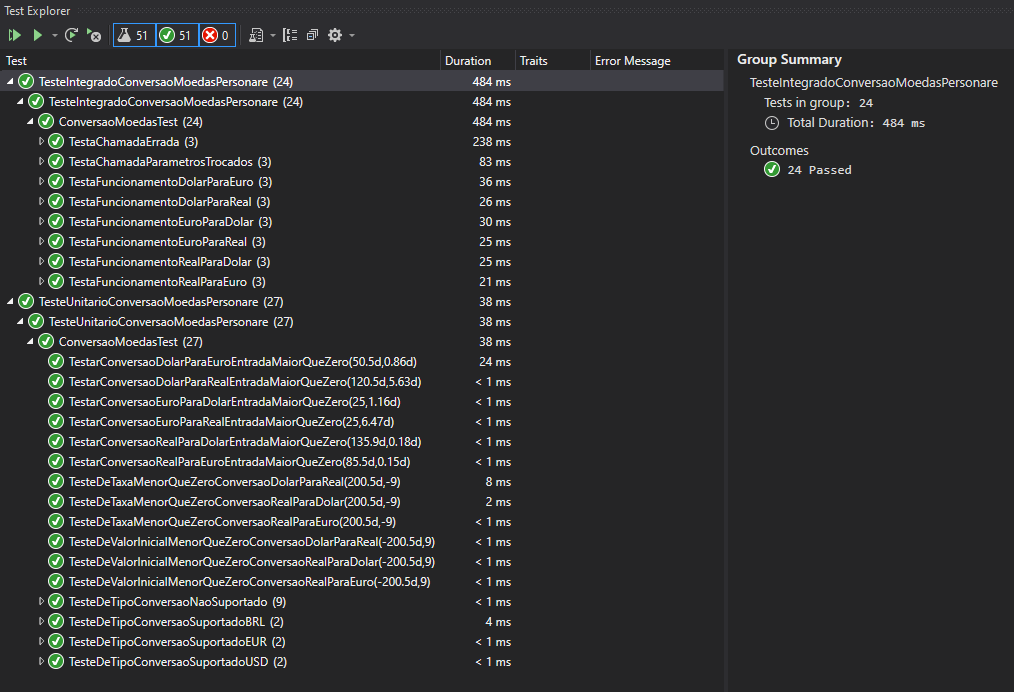 Test Explorer
51 51 0
Test Duration Traits Error Message
TesteIntegradoConversaoMoedasPersonare (24) 484 ms
TesteIntegradoConversaoMoedasPersonare (24) 484 ms
ConversaoMoedasTest (24) 484 ms
TestaChamadaErrada (3) 238 ms
TestaChamadaParametrosTrocados (3) 83 ms
TestaFuncionamentoDolarParaEuro (3) 36 ms
TestaFuncionamentoDolarParaReal (3) 26 ms
TestaFuncionamentoEuroParaDolar (3) 30 ms
TestaFuncionamentoEuroParaReal (3) 25 ms
TestaFuncionamentoRealParaDolar (3) 25 ms
TestaFuncionamentoRealParaEuro (3) 21 ms
TesteUnitarioConversaoMoedasPersonare (27) 38 ms
TesteUnitarioConversaoMoedasPersonare (27) 38 ms
ConversaoMoedasTest (27) 38 ms
TestarConversaoDolarParaEuroEntradaMaiorQueZero(50.5d,0.86d) 24 ms
TestarConversaoDolarParaRealEntradaMaiorQueZero(120.5d,5.63d) < 1 ms
TestarConversaoEuroParaDolarEntradaMaiorQueZero(25,1.16d) < 1 ms
TestarConversaoEuroParaRealEntradaMaiorQueZero(25,6.47d) < 1 ms
TestarConversaoRealParaDolarEntradaMaiorQueZero(135.9d,0.18d) < 1 ms
TestarConversaoRealParaEuroEntradaMaiorQueZero(85.5d,0.15d) < 1 ms
TesteDeTaxaMenorQueZeroConversaoDolarParaReal(200.5d,-9) 8 ms
TesteDeTaxaMenorQueZeroConversaoRealParaDolar(200.5d,-9) 2 ms
TesteDeTaxaMenorQueZeroConversaoRealParaEuro(200.5d,-9) < 1 ms
TesteDeValorInicialMenorQueZeroConversaoDolarParaReal(-200.5d,9) < 1 ms
TesteDeValorInicialMenorQueZeroConversaoRealParaDolar(-200.5d,9) < 1 ms
TesteDeValorInicialMenorQueZeroConversaoRealParaEuro(-200.5d,9) < 1 ms
TesteDeTipoConversaoNaoSuportado (9) < 1 ms
TesteDeTipoConversaoSuportadoBRL (2) 4 ms
TesteDeTipoConversaoSuportadoEUR (2) < 1 ms
TesteDeTipoConversaoSuportadoUSD (2) < 1 ms
Group Summary
TesteIntegradoConversaoMoedasPersonare
Tests in group: 24
Total Duration: 484 ms
Outcomes
24 Passed